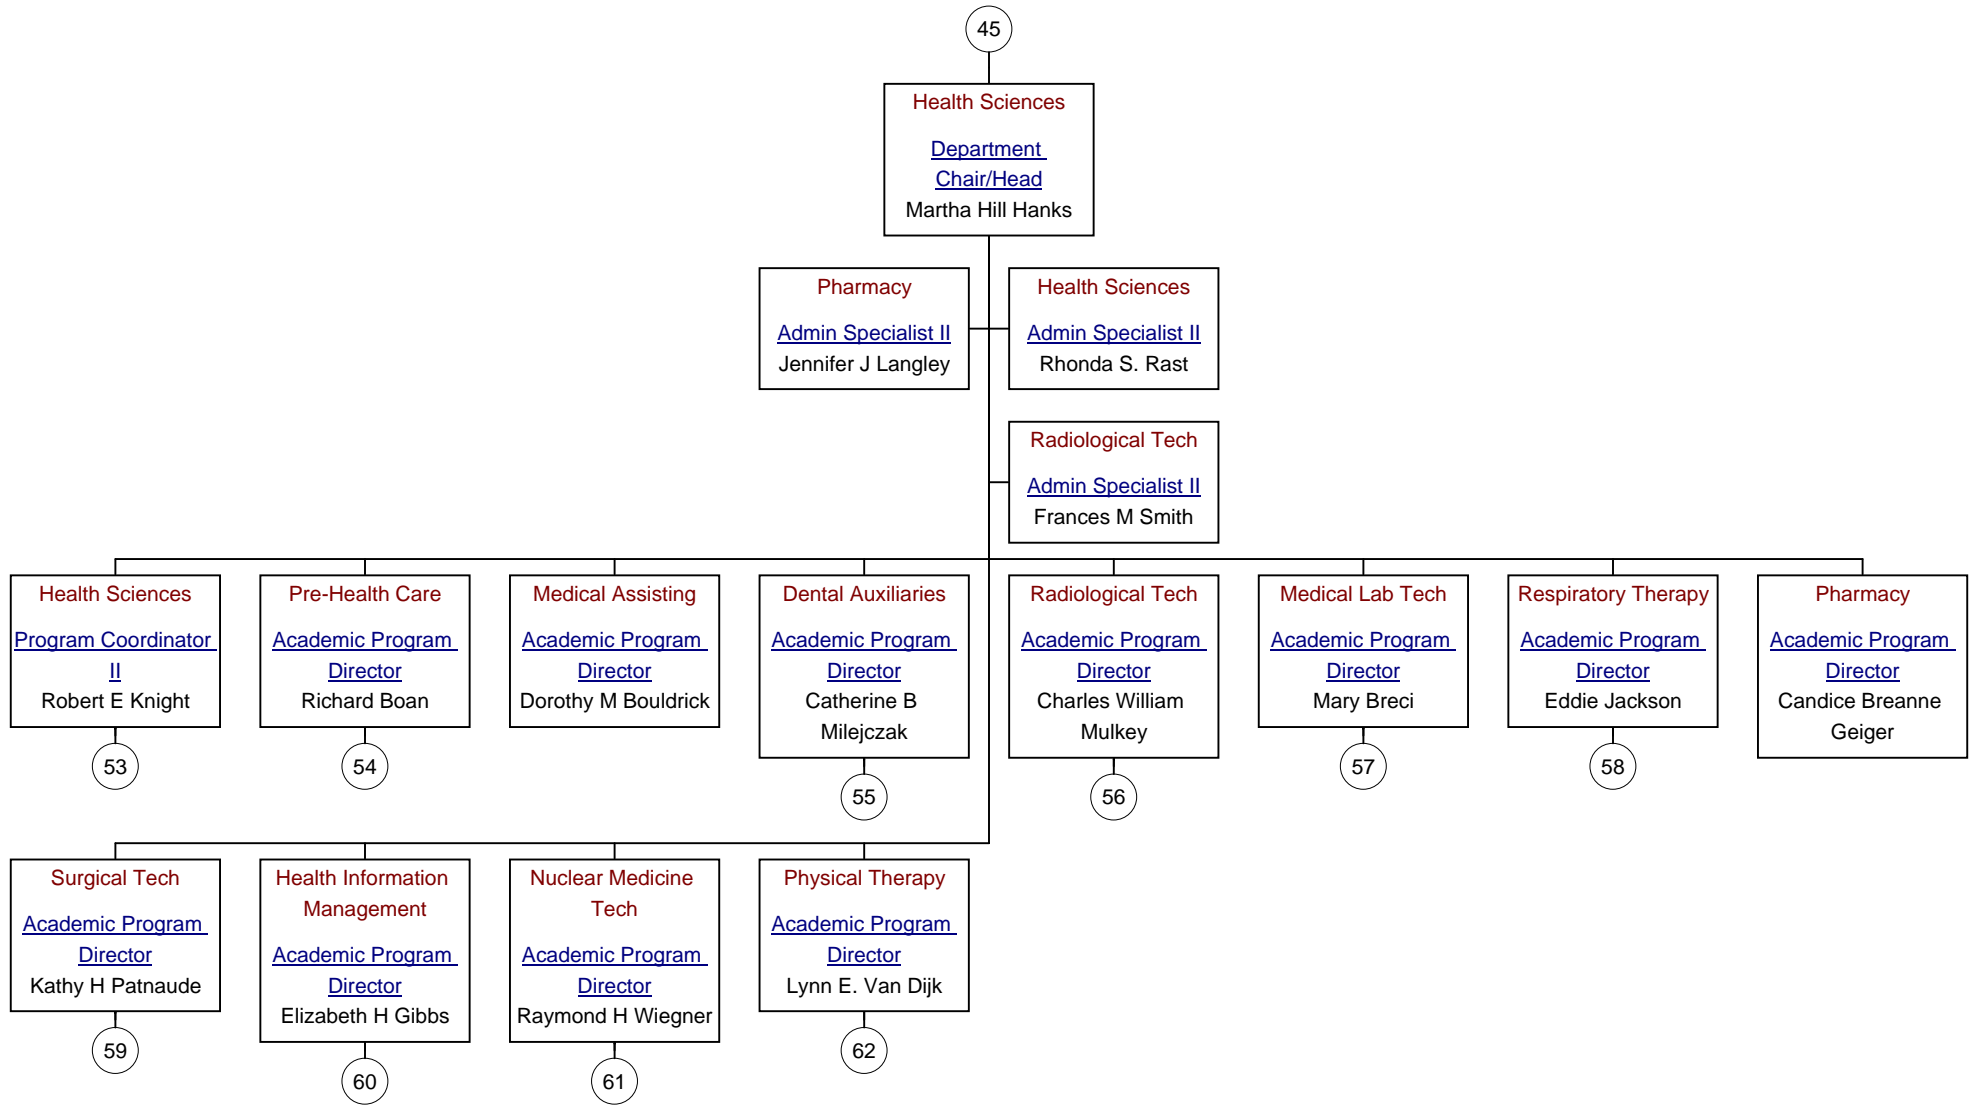 45
Health Sciences
Department
Chair/Head
Martha Hill Hanks
Pharmacy
Admin Specialist II
Jennifer J Langley
Health Sciences
Admin Specialist II
Rhonda S. Rast
Radiological Tech
Admin Specialist II
Frances M Smith
Health Sciences
Program Coordinator
II
Robert E Knight
53
Pre-Health Care
Academic Program
Director
Richard Boan
54
Medical Assisting
Academic Program
Director
Dorothy M Bouldrick
Dental Auxiliaries
Academic Program
Director
Catherine B
Milejczak
55
Radiological Tech
Academic Program
Director
Charles William
Mulkey
56
Medical Lab Tech
Academic Program
Director
Mary Breci
57
Respiratory Therapy
Academic Program
Director
Eddie Jackson
58
Pharmacy
Academic Program
Director
Candice Breanne
Geiger
Surgical Tech
Academic Program
Director
Kathy H Patnaude
59
Health Information
Management
Academic Program
Director
Elizabeth H Gibbs
60
Nuclear Medicine
Tech
Academic Program
Director
Raymond H Wiegner
61
Physical Therapy
Academic Program
Director
Lynn E. Van Dijk
62